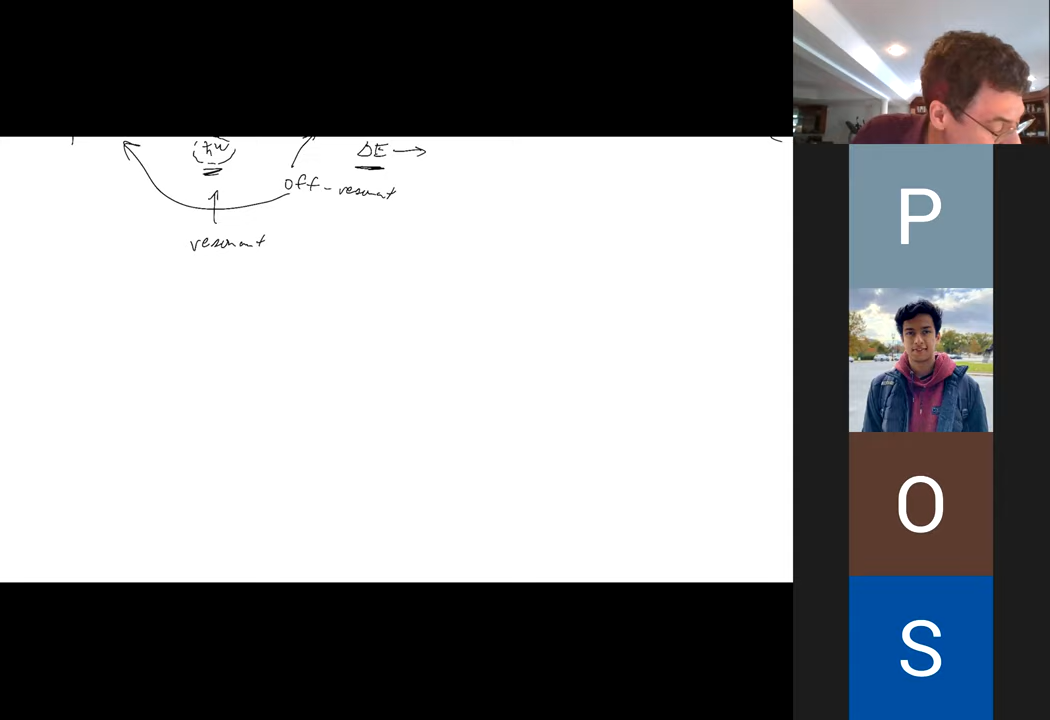 ħω
ΔE →
off-resonant
resonant
P
O
S